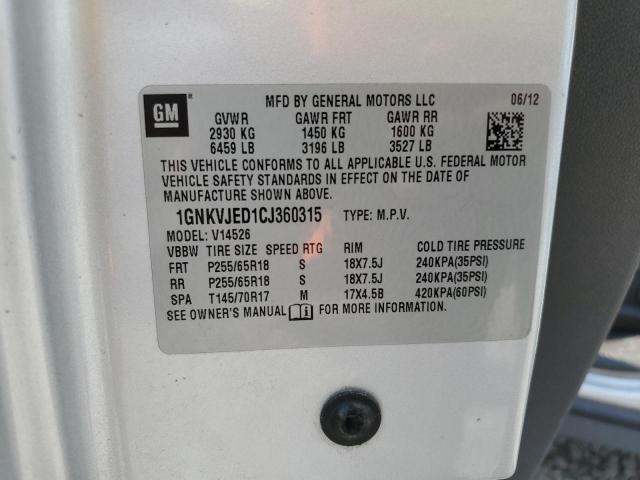 GM
MFD BY GENERAL MOTORS LLC 06/12
GVWR GAWR FRT GAWR RR
2930 KG 1450 KG 1600 KG
6459 LB 3196 LB 3527 LB
THIS VEHICLE CONFORMS TO ALL APPLICABLE U.S. FEDERAL MOTOR
VEHICLE SAFETY STANDARDS IN EFFECT ON THE DATE OF
MANUFACTURE SHOWN ABOVE.
1GNKVJED1CJ360315 TYPE: M.P.V.
MODEL: V14526
VBBW TIRE SIZE SPEED RTG RIM COLD TIRE PRESSURE
FRT P255/65R18 S 18X7.5J 240KPA(35PSI)
RR P255/65R18 S 18X7.5J 240KPA(35PSI)
SPA T145/70R17 M 17X4.5B 420KPA(60PSI)
SEE OWNER'S MANUAL FOR MORE INFORMATION.